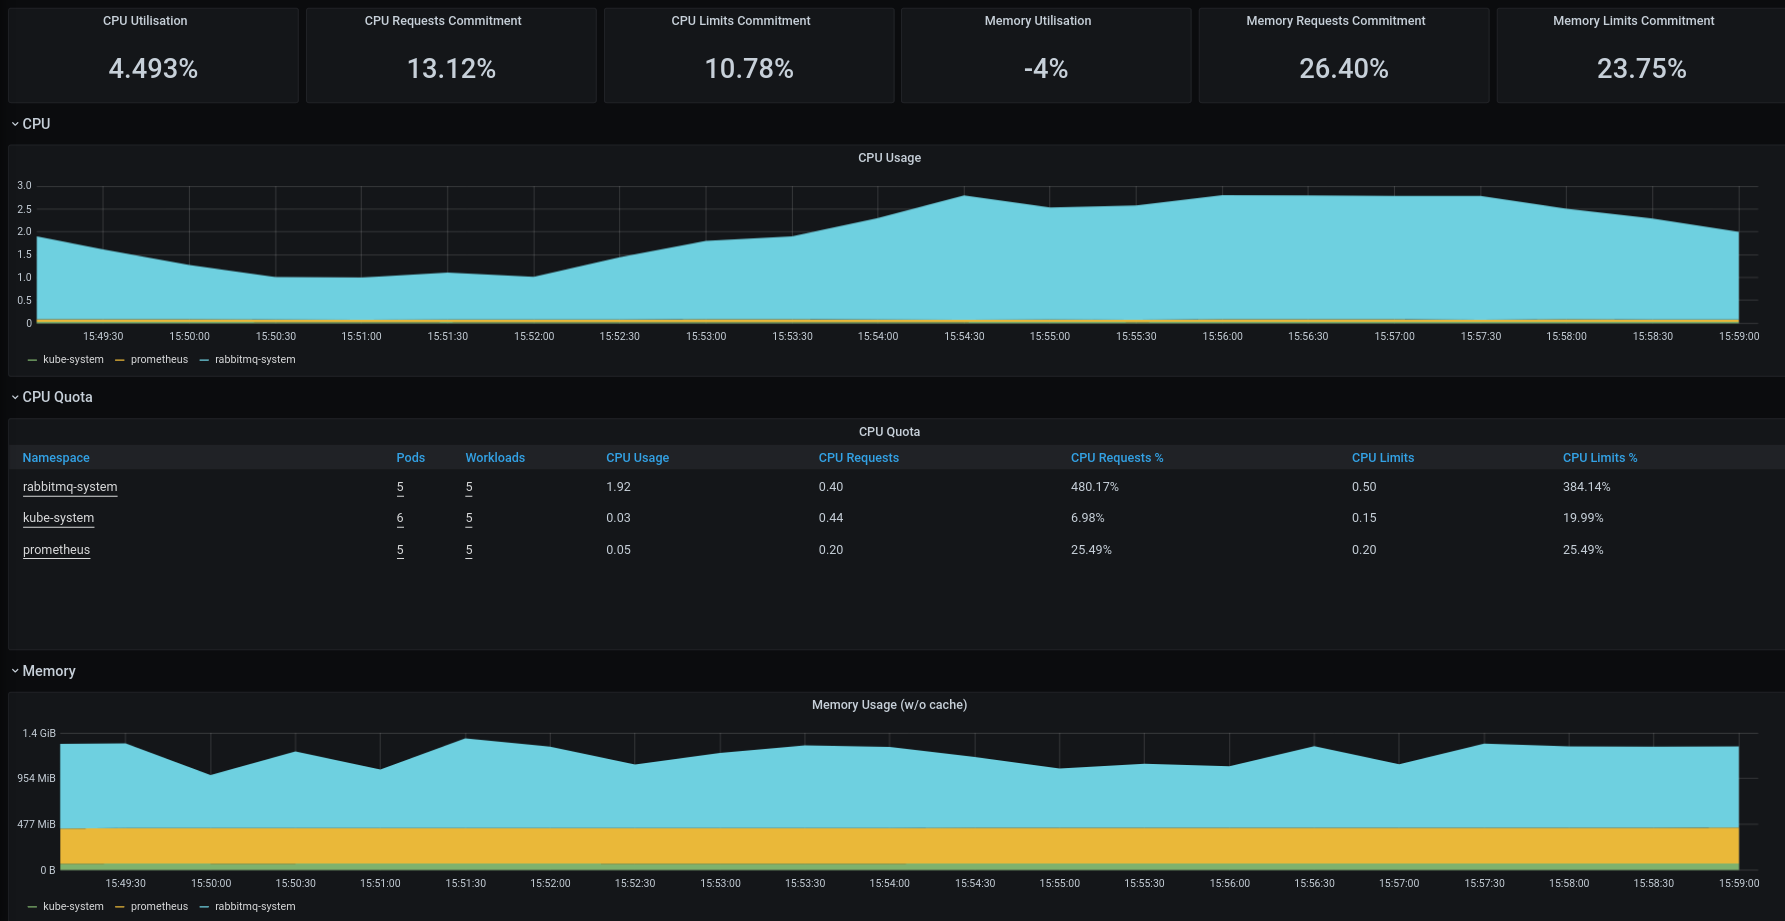 CPU Utilisation
4.493%
CPU Requests Commitment
13.12%
CPU Limits Commitment
10.78%
Memory Utilisation
-4%
Memory Requests Commitment
26.40%
Memory Limits Commitment
23.75%
CPU
CPU Usage
3.0
2.5
2.0
1.5
1.0
0.5
0
15:49:30 15:50:00 15:50:30 15:51:00 15:51:30 15:52:00 15:52:30 15:53:00 15:53:30 15:54:00 15:54:30 15:55:00 15:55:30 15:56:00 15:56:30 15:57:00 15:57:30 15:58:00 15:58:30 15:59:00
kube-system prometheus rabbitmq-system
CPU Quota
CPU Quota
Namespace Pods Workloads CPU Usage CPU Requests CPU Requests % CPU Limits CPU Limits %
rabbitmq-system 5 5 1.92 0.40 480.17% 0.50 384.14%
kube-system 6 5 0.03 0.44 6.98% 0.15 19.99%
prometheus 5 5 0.05 0.20 25.49% 0.20 25.49%
Memory
Memory Usage (w/o cache)
1.4 GiB
954 MiB
477 MiB
0 B
15:49:30 15:50:00 15:50:30 15:51:00 15:51:30 15:52:00 15:52:30 15:53:00 15:53:30 15:54:00 15:54:30 15:55:00 15:55:30 15:56:00 15:56:30 15:57:00 15:57:30 15:58:00 15:58:30 15:59:00
kube-system prometheus rabbitmq-system